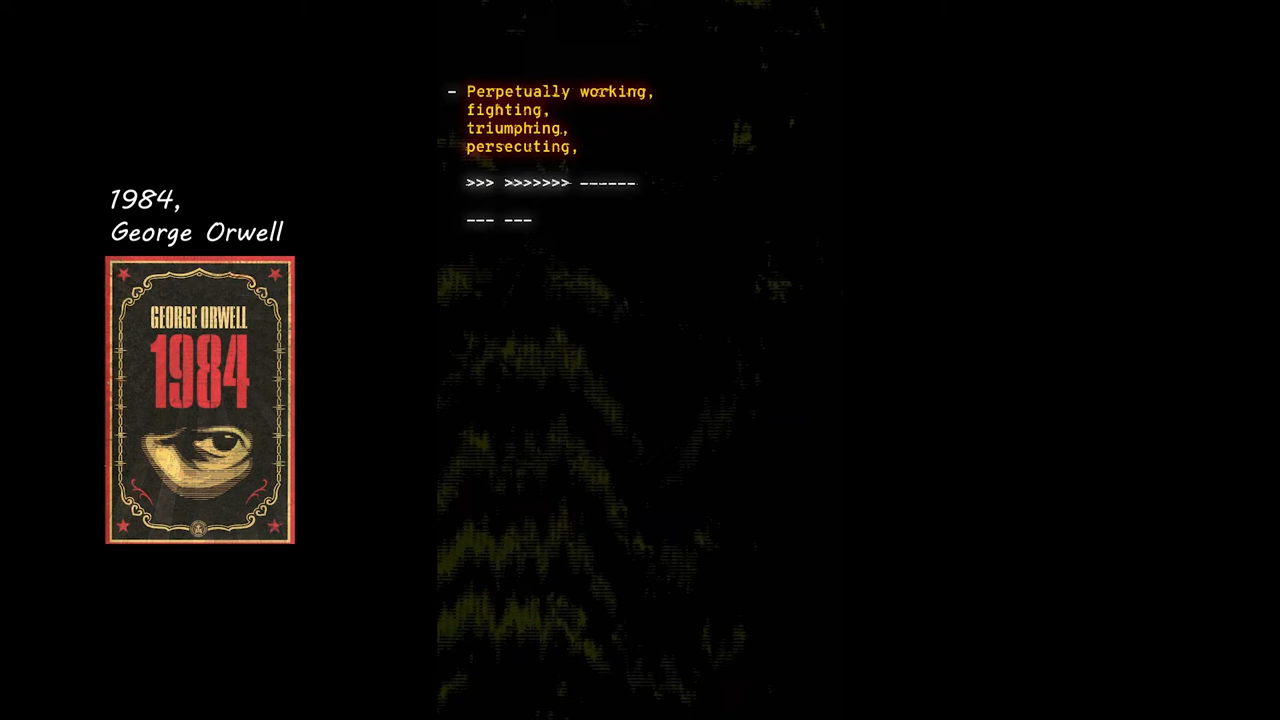 1984,
George Orwell
GEORGE ORWELL
1984
- Perpetually working,
fighting,
triumphing,
persecuting,
>>> >>>>>>> ------
--- ---